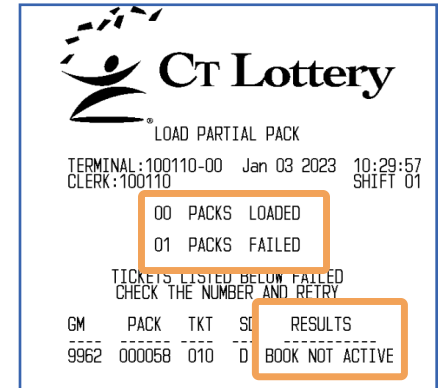 CT Lottery
®
LOAD PARTIAL PACK
TERMINAL:100110-00 Jan 03 2023 10:29:57
CLERK:100110 SHIFT 01
00 PACKS LOADED
01 PACKS FAILED
TICKETS LISTED BELOW FAILED
CHECK THE NUMBER AND RETRY
GM PACK TKT SD RESULTS
---- ------ ---- -- -----------
9962 000058 010 D BOOK NOT ACTIVE